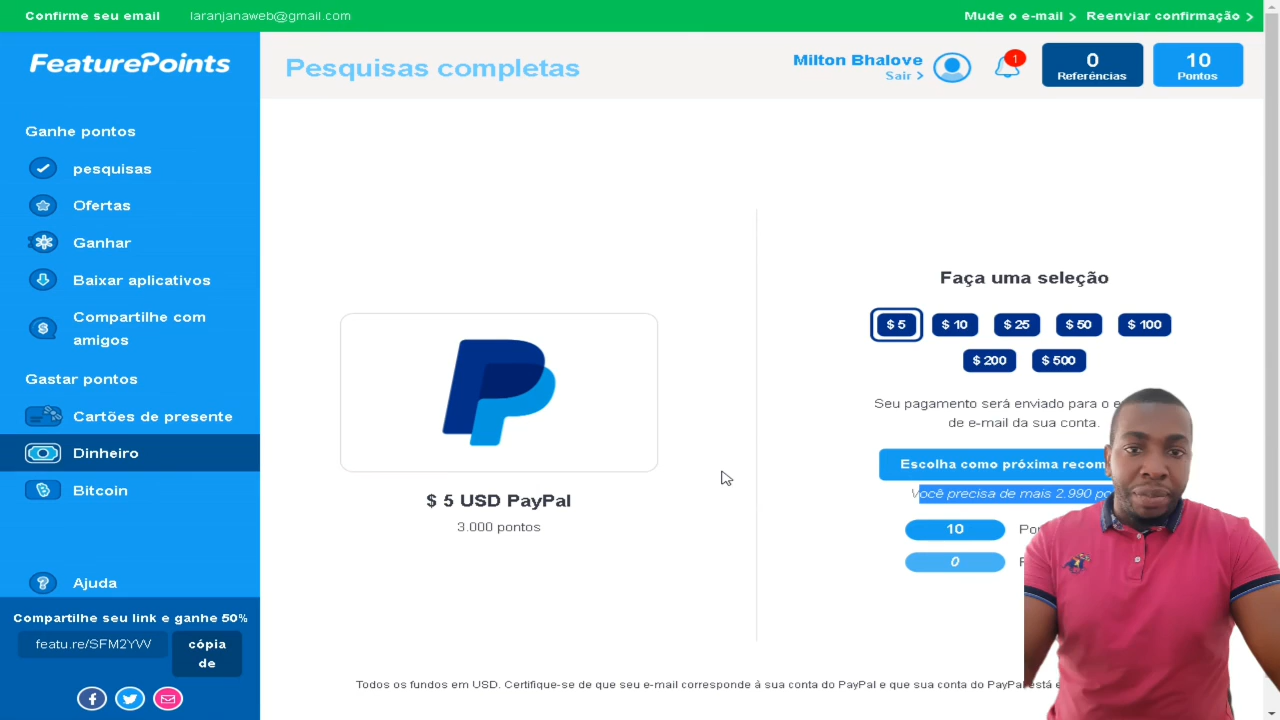 Confirme seu email laranjanaweb@gmail.com Mude o e-mail Reenviar confirmação
FeaturePoints
Pesquisas completas
Milton Bhalove
Sair
1
0
Referências
10
Pontos
Ganhe pontos
pesquisas
Ofertas
Ganhar
Baixar aplicativos
Compartilhe com
amigos
Gastar pontos
Cartões de presente
Dinheiro
Bitcoin
Ajuda
Compartilhe seu link e ganhe 50%
featu.re/SFM2YW
cópia
de
$ 5 USD PayPal
3.000 pontos
Faça uma seleção
$ 5 $ 10 $ 25 $ 50 $ 100
$ 200 $ 500
Seu pagamento será enviado para o
de e-mail da sua conta.
Escolha como próxima
Você precisa de mais 2.990
10
0
Todos os fundos em USD. Certifique-se de que seu e-mail corresponde à sua conta do PayPal e que sua conta do PayPal está